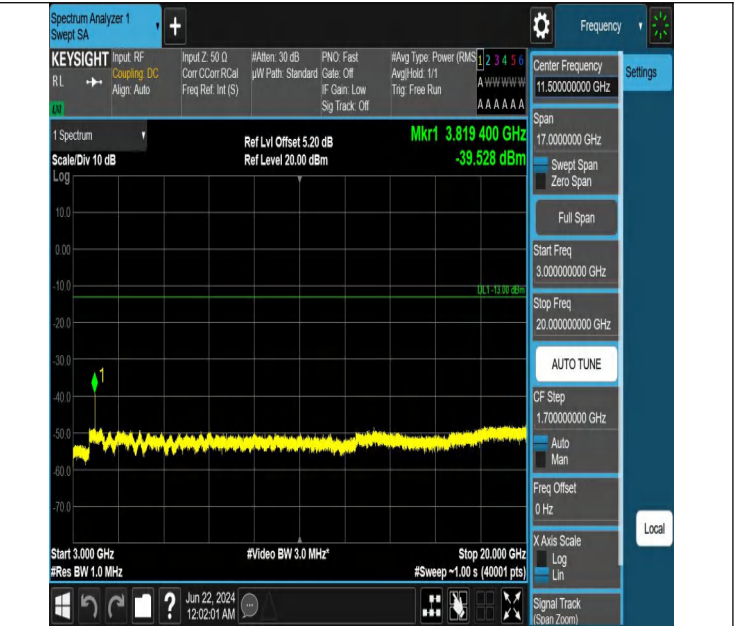 Spectrum Analyzer 1
Swept SA
+
Frequency
KEYSIGHT
RL
Input: RF
Coupling: DC
Align: Auto
Input Z: 50 Ω
Corr CCorr RCal
Freq Ref: Int (S)
#Atten: 30 dB
µW Path: Standard
PNO: Fast
Gate: Off
IF Gain: Low
Sig Track: Off
#Avg Type: Power (RMS
Avg|Hold: 1/1
Trig: Free Run
1 2 3 4 5 6
A W W W W W
A A A A A A
1 Spectrum
Scale/Div 10 dB
Log
Ref Lvl Offset 5.20 dB
Ref Level 20.00 dBm
Mkr1 3.819 400 GHz
-39.528 dBm
10.0
0.00
-10.0
DL1 -13.00 dBm
-20.0
-30.0
1
-40.0
-50.0
-60.0
-70.0
Start 3.000 GHz
#Res BW 1.0 MHz
#Video BW 3.0 MHz*
Stop 20.000 GHz
#Sweep ~1.00 s (40001 pts)
Jun 22, 2024
12:02:01 AM
Center Frequency
11.500000000 GHz
Settings
Span
17.0000000 GHz
Swept Span
Zero Span
Full Span
Start Freq
3.000000000 GHz
Stop Freq
20.000000000 GHz
AUTO TUNE
CF Step
1.700000000 GHz
Auto
Man
Freq Offset
0 Hz
X Axis Scale
Log
Lin
Local
Signal Track
(Span Zoom)